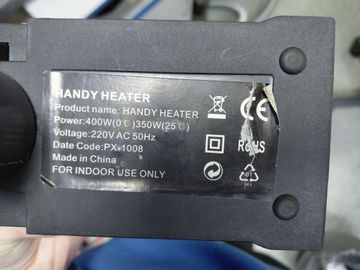 HANDY HEATER
Product name: HANDY HEATER
Power:400W(0℃)350W(25℃)
Voltage:220V AC 50Hz
Date Code:PX-1008
Made in China
FOR INDOOR USE ONLY
CE
RoHS